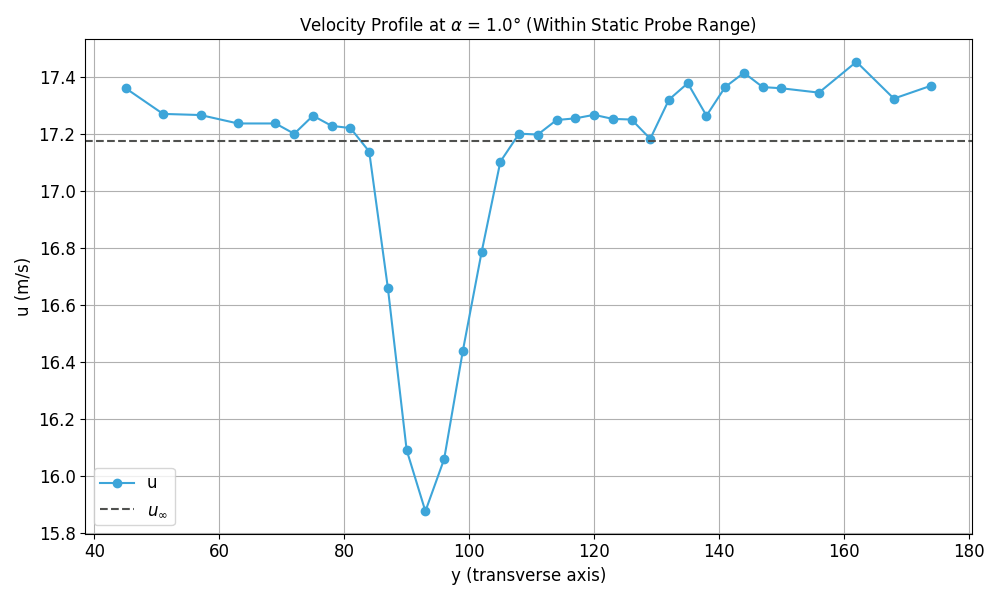 Velocity Profile at α = 1.0° (Within Static Probe Range)
u (m/s)
17.4
17.2
17.0
16.8
16.6
16.4
16.2
16.0
15.8
u
u∞
40 60 80 100 120 140 160 180
y (transverse axis)